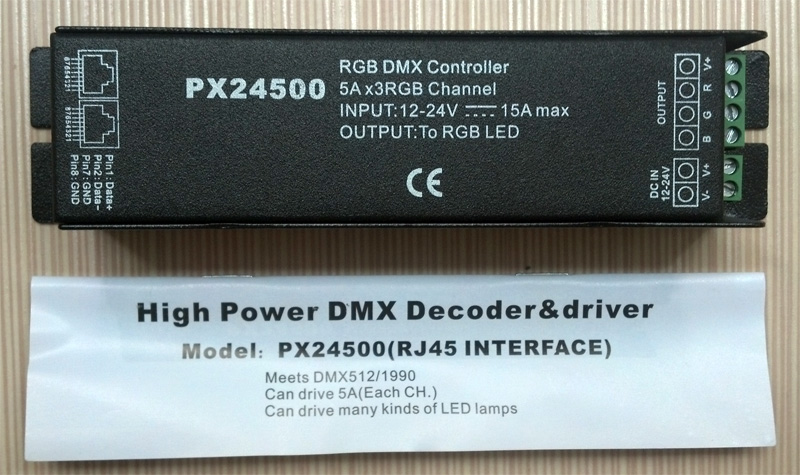 PX24500
RGB DMX Controller
5A x3RGB Channel
INPUT:12-24V ⎓ 15A max
OUTPUT:To RGB LED
CE
87654321
87654321
Pin1: Data+
Pin2: Data-
Pin7: GND
Pin8: GND
OUTPUT
V+
R
G
B
DC IN
12-24V
V+
V-
High Power DMX Decoder&driver
Model: PX24500(RJ45 INTERFACE)
Meets DMX512/1990
Can drive 5A(Each CH.)
Can drive many kinds of LED lamps